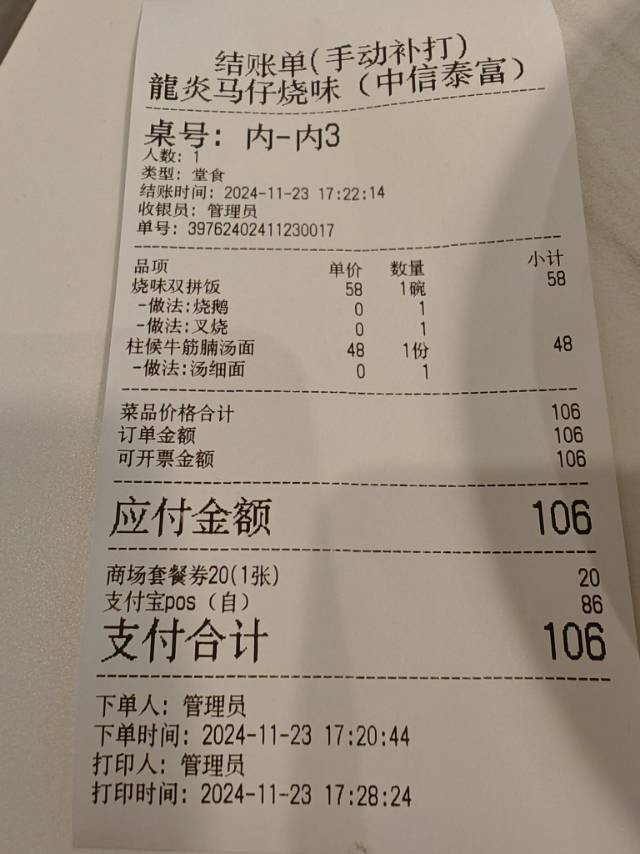 结账单(手动补打)
龍炎马仔烧味（中信泰富）
桌号: 内-内3
人数: 1
类型: 堂食
结账时间: 2024-11-23 17:22:14
收银员: 管理员
单号: 39762402411230017
品项 单价 数量 小计
烧味双拼饭 58 1碗 58
-做法:烧鹅 0 1
-做法:叉烧 0 1
柱候牛筋腩汤面 48 1份 48
-做法:汤细面 0 1
菜品价格合计 106
订单金额 106
可开票金额 106
应付金额 106
商场套餐券20(1张) 20
支付宝pos（自） 86
支付合计 106
下单人: 管理员
下单时间: 2024-11-23 17:20:44
打印人: 管理员
打印时间: 2024-11-23 17:28:24